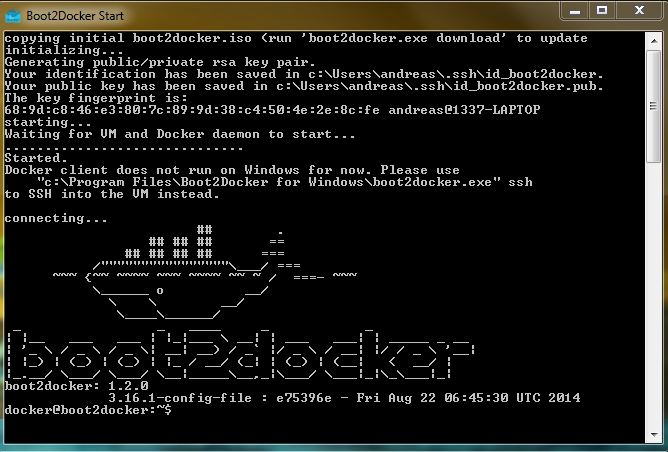 Boot2Docker Start
copying initial boot2docker.iso (run 'boot2docker.exe download' to update
initializing...
Generating public/private rsa key pair.
Your identification has been saved in c:\Users\andreas\.ssh\id_boot2docker.
Your public key has been saved in c:\Users\andreas\.ssh\id_boot2docker.pub.
The key fingerprint is:
68:9d:c8:46:e3:80:7c:89:9d:38:c4:50:4e:2e:8c:fe andreas@1337-LAPTOP
starting...
Waiting for VM and Docker daemon to start...
..............................
Started.
Docker client does not run on Windows for now. Please use
"c:\Program Files\Boot2Docker for Windows\boot2docker.exe" ssh
to SSH into the VM instead.
connecting...
boot2docker
boot2docker: 1.2.0
3.16.1-config-file : e75396e - Fri Aug 22 06:45:30 UTC 2014
docker@boot2docker:~$